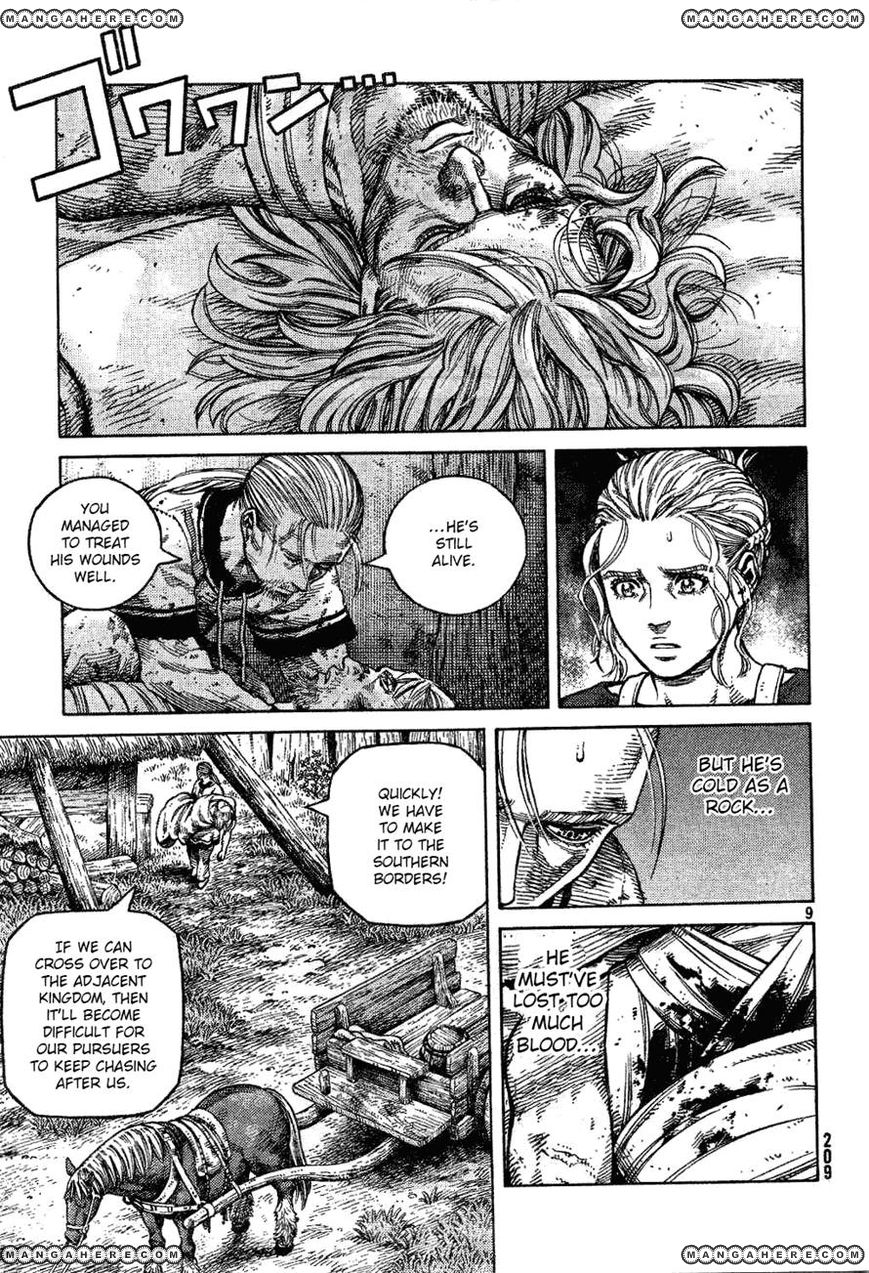 MANGAHERE.COM
MANGAHERE.COM
ゴワワワン…
...HE'S
STILL
ALIVE.
YOU
MANAGED
TO TREAT
HIS WOUNDS
WELL.
BUT HE'S
COLD AS A
ROCK...
9
HE
MUST'VE
LOST TOO
MUCH
BLOOD....
QUICKLY!
WE HAVE
TO MAKE
IT TO THE
SOUTHERN
BORDERS!
IF WE CAN
CROSS OVER TO
THE ADJACENT
KINGDOM, THEN
IT'LL BECOME
DIFFICULT FOR
OUR PURSUERS
TO KEEP CHASING
AFTER US.
209
MANGAHERE.COM
MANGAHERE.COM